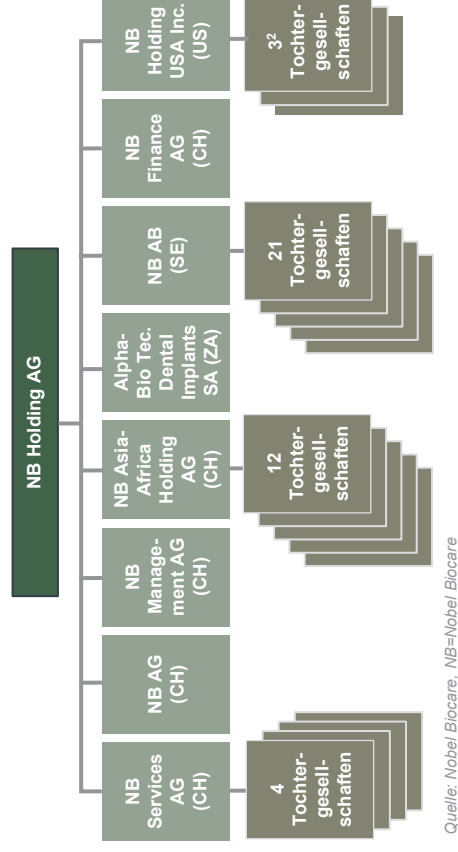 NB Holding AG
NB
Services
AG
(CH)
NB AG
(CH)
NB
Manage-
ment AG
(CH)
NB Asia-
Africa
Holding
AG
(CH)
Alpha-
Bio Tec.
Dental
Implants
SA (ZA)
NB AB
(SE)
NB
Finance
AG
(CH)
NB
Holding
USA Inc.
(US)
4
Tochter-
gesell-
schaften
12
Tochter-
gesell-
schaften
21
Tochter-
gesell-
schaften
3²
Tochter-
gesell-
schaften
Quelle: Nobel Biocare, NB=Nobel Biocare